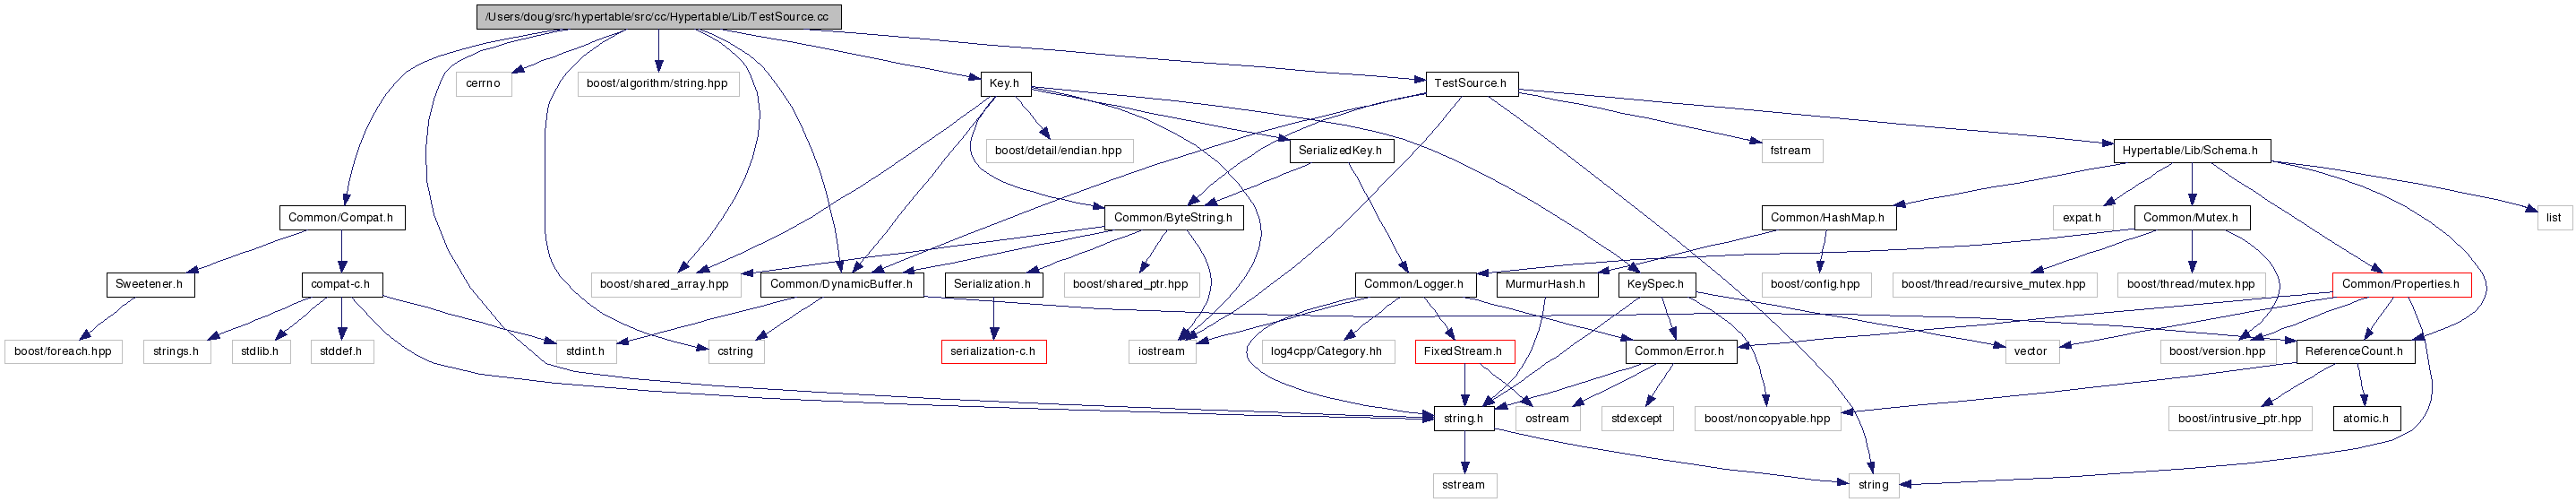 /Users/doug/src/hypertable/src/cc/Hypertable/Lib/TestSource.cc
cerrno
boost/algorithm/string.hpp
Key.h
TestSource.h
boost/detail/endian.hpp
SerializedKey.h
fstream
Hypertable/Lib/Schema.h
Common/Compat.h
Common/ByteString.h
Common/HashMap.h
expat.h
Common/Mutex.h
list
Sweetener.h
compat-c.h
boost/shared_array.hpp
Common/DynamicBuffer.h
Serialization.h
boost/shared_ptr.hpp
Common/Logger.h
MurmurHash.h
KeySpec.h
boost/config.hpp
boost/thread/recursive_mutex.hpp
boost/thread/mutex.hpp
Common/Properties.h
boost/foreach.hpp
strings.h
stdlib.h
stddef.h
stdint.h
cstring
serialization-c.h
iostream
log4cpp/Category.hh
FixedStream.h
Common/Error.h
vector
boost/version.hpp
ReferenceCount.h
string.h
ostream
stdexcept
boost/noncopyable.hpp
boost/intrusive_ptr.hpp
atomic.h
sstream
string